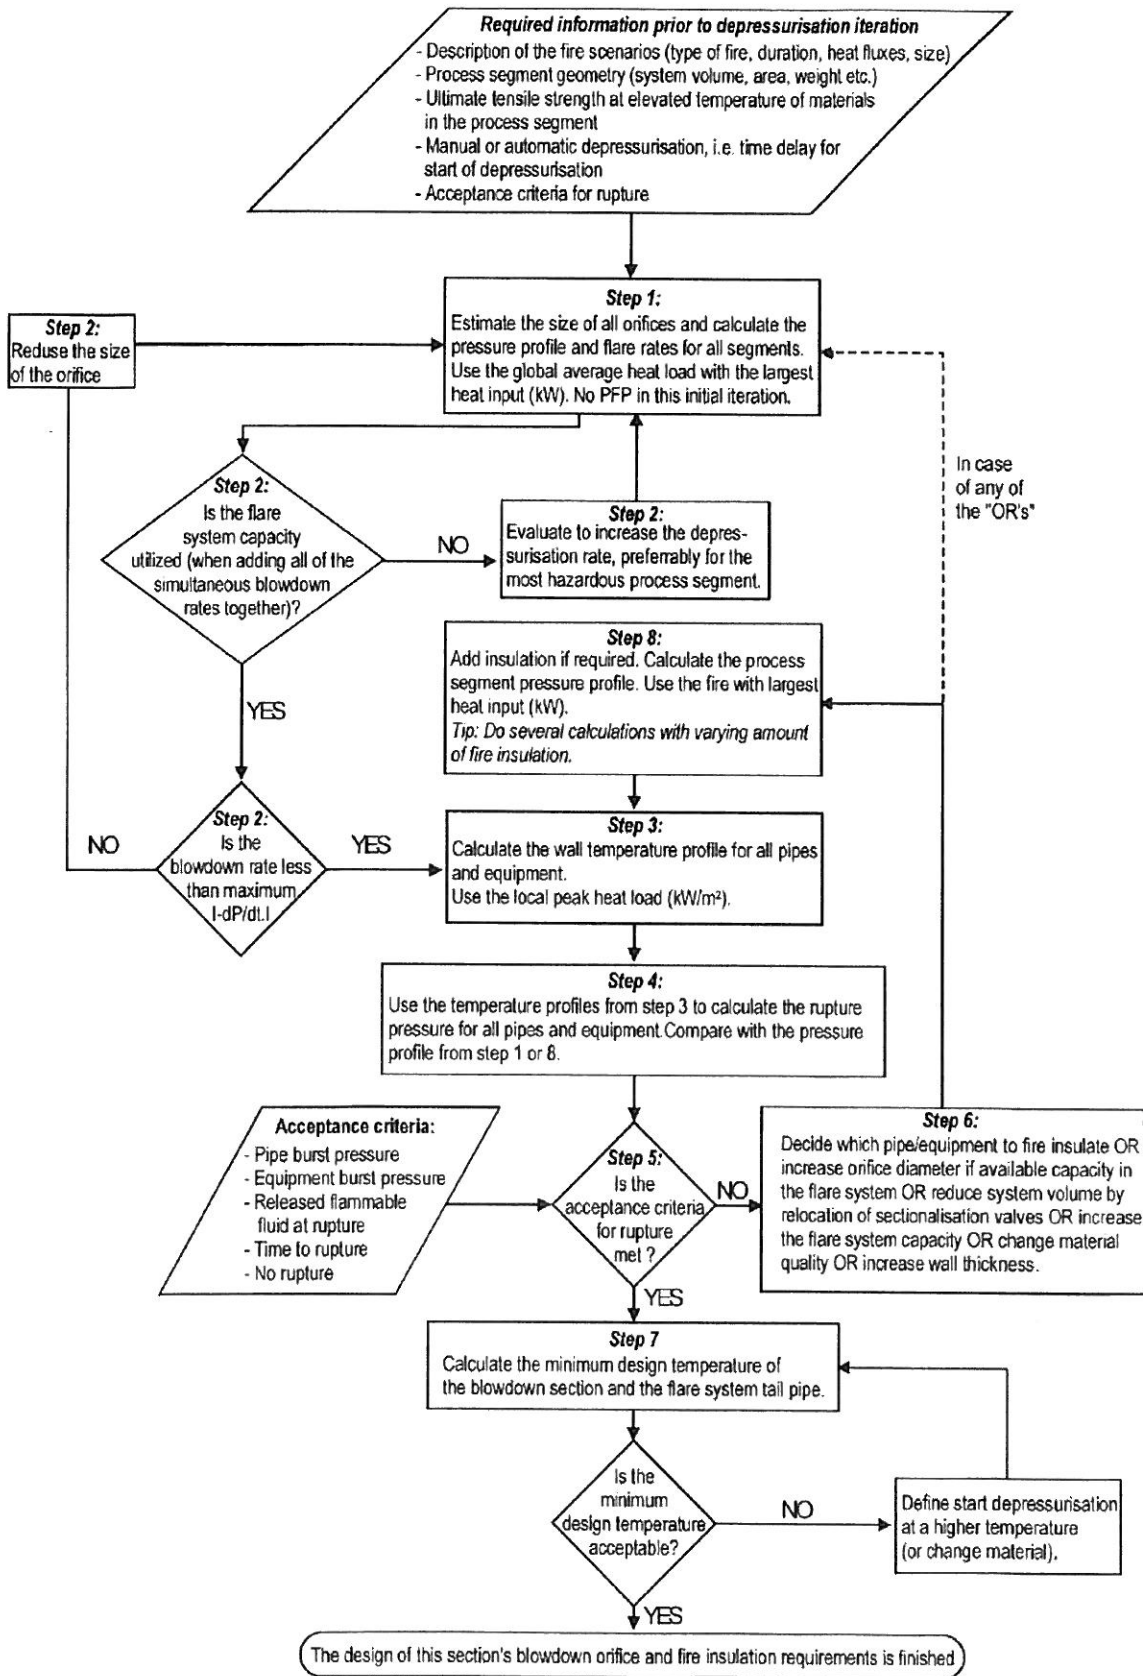 Required information prior to depressurisation iteration
- Description of the fire scenarios (type of fire, duration, heat fluxes, size)
- Process segment geometry (system volume, area, weight etc.)
- Ultimate tensile strength at elevated temperature of materials
in the process segment
- Manual or automatic depressurisation, i.e. time delay for
start of depressurisation
- Acceptance criteria for rupture
Step 1:
Estimate the size of all orifices and calculate the
pressure profile and flare rates for all segments.
Use the global average heat load with the largest
heat input (kW). No PFP in this initial iteration.
Step 2:
Reduse the size
of the orifice
In case
of any of
the "OR's"
Step 2:
Is the flare
system capacity
utilized (when adding all of the
simultaneous blowdown
rates together)?
NO
Step 2:
Evaluate to increase the depres-
surisation rate, preferrably for the
most hazardous process segment.
YES
Step 8:
Add insulation if required. Calculate the process
segment pressure profile. Use the fire with largest
heat input (kW).
Tip: Do several calculations with varying amount
of fire insulation.
Step 2:
Is the
blowdown rate less
than maximum
|-dP/dt.|
NO
YES
Step 3:
Calculate the wall temperature profile for all pipes
and equipment.
Use the local peak heat load (kW/m²).
Step 4:
Use the temperature profiles from step 3 to calculate the rupture
pressure for all pipes and equipment.Compare with the pressure
profile from step 1 or 8.
Acceptance criteria:
- Pipe burst pressure
- Equipment burst pressure
- Released flammable
fluid at rupture
- Time to rupture
- No rupture
Step 5:
Is the
acceptance criteria
for rupture
met ?
NO
Step 6:
Decide which pipe/equipment to fire insulate OR
increase orifice diameter if available capacity in
the flare system OR reduce system volume by
relocation of sectionalisation valves OR increase
the flare system capacity OR change material
quality OR increase wall thickness.
YES
Step 7
Calculate the minimum design temperature of
the blowdown section and the flare system tail pipe.
Is the
minimum
design temperature
acceptable?
NO
Define start depressurisation
at a higher temperature
(or change material).
YES
The design of this section's blowdown orifice and fire insulation requirements is finished